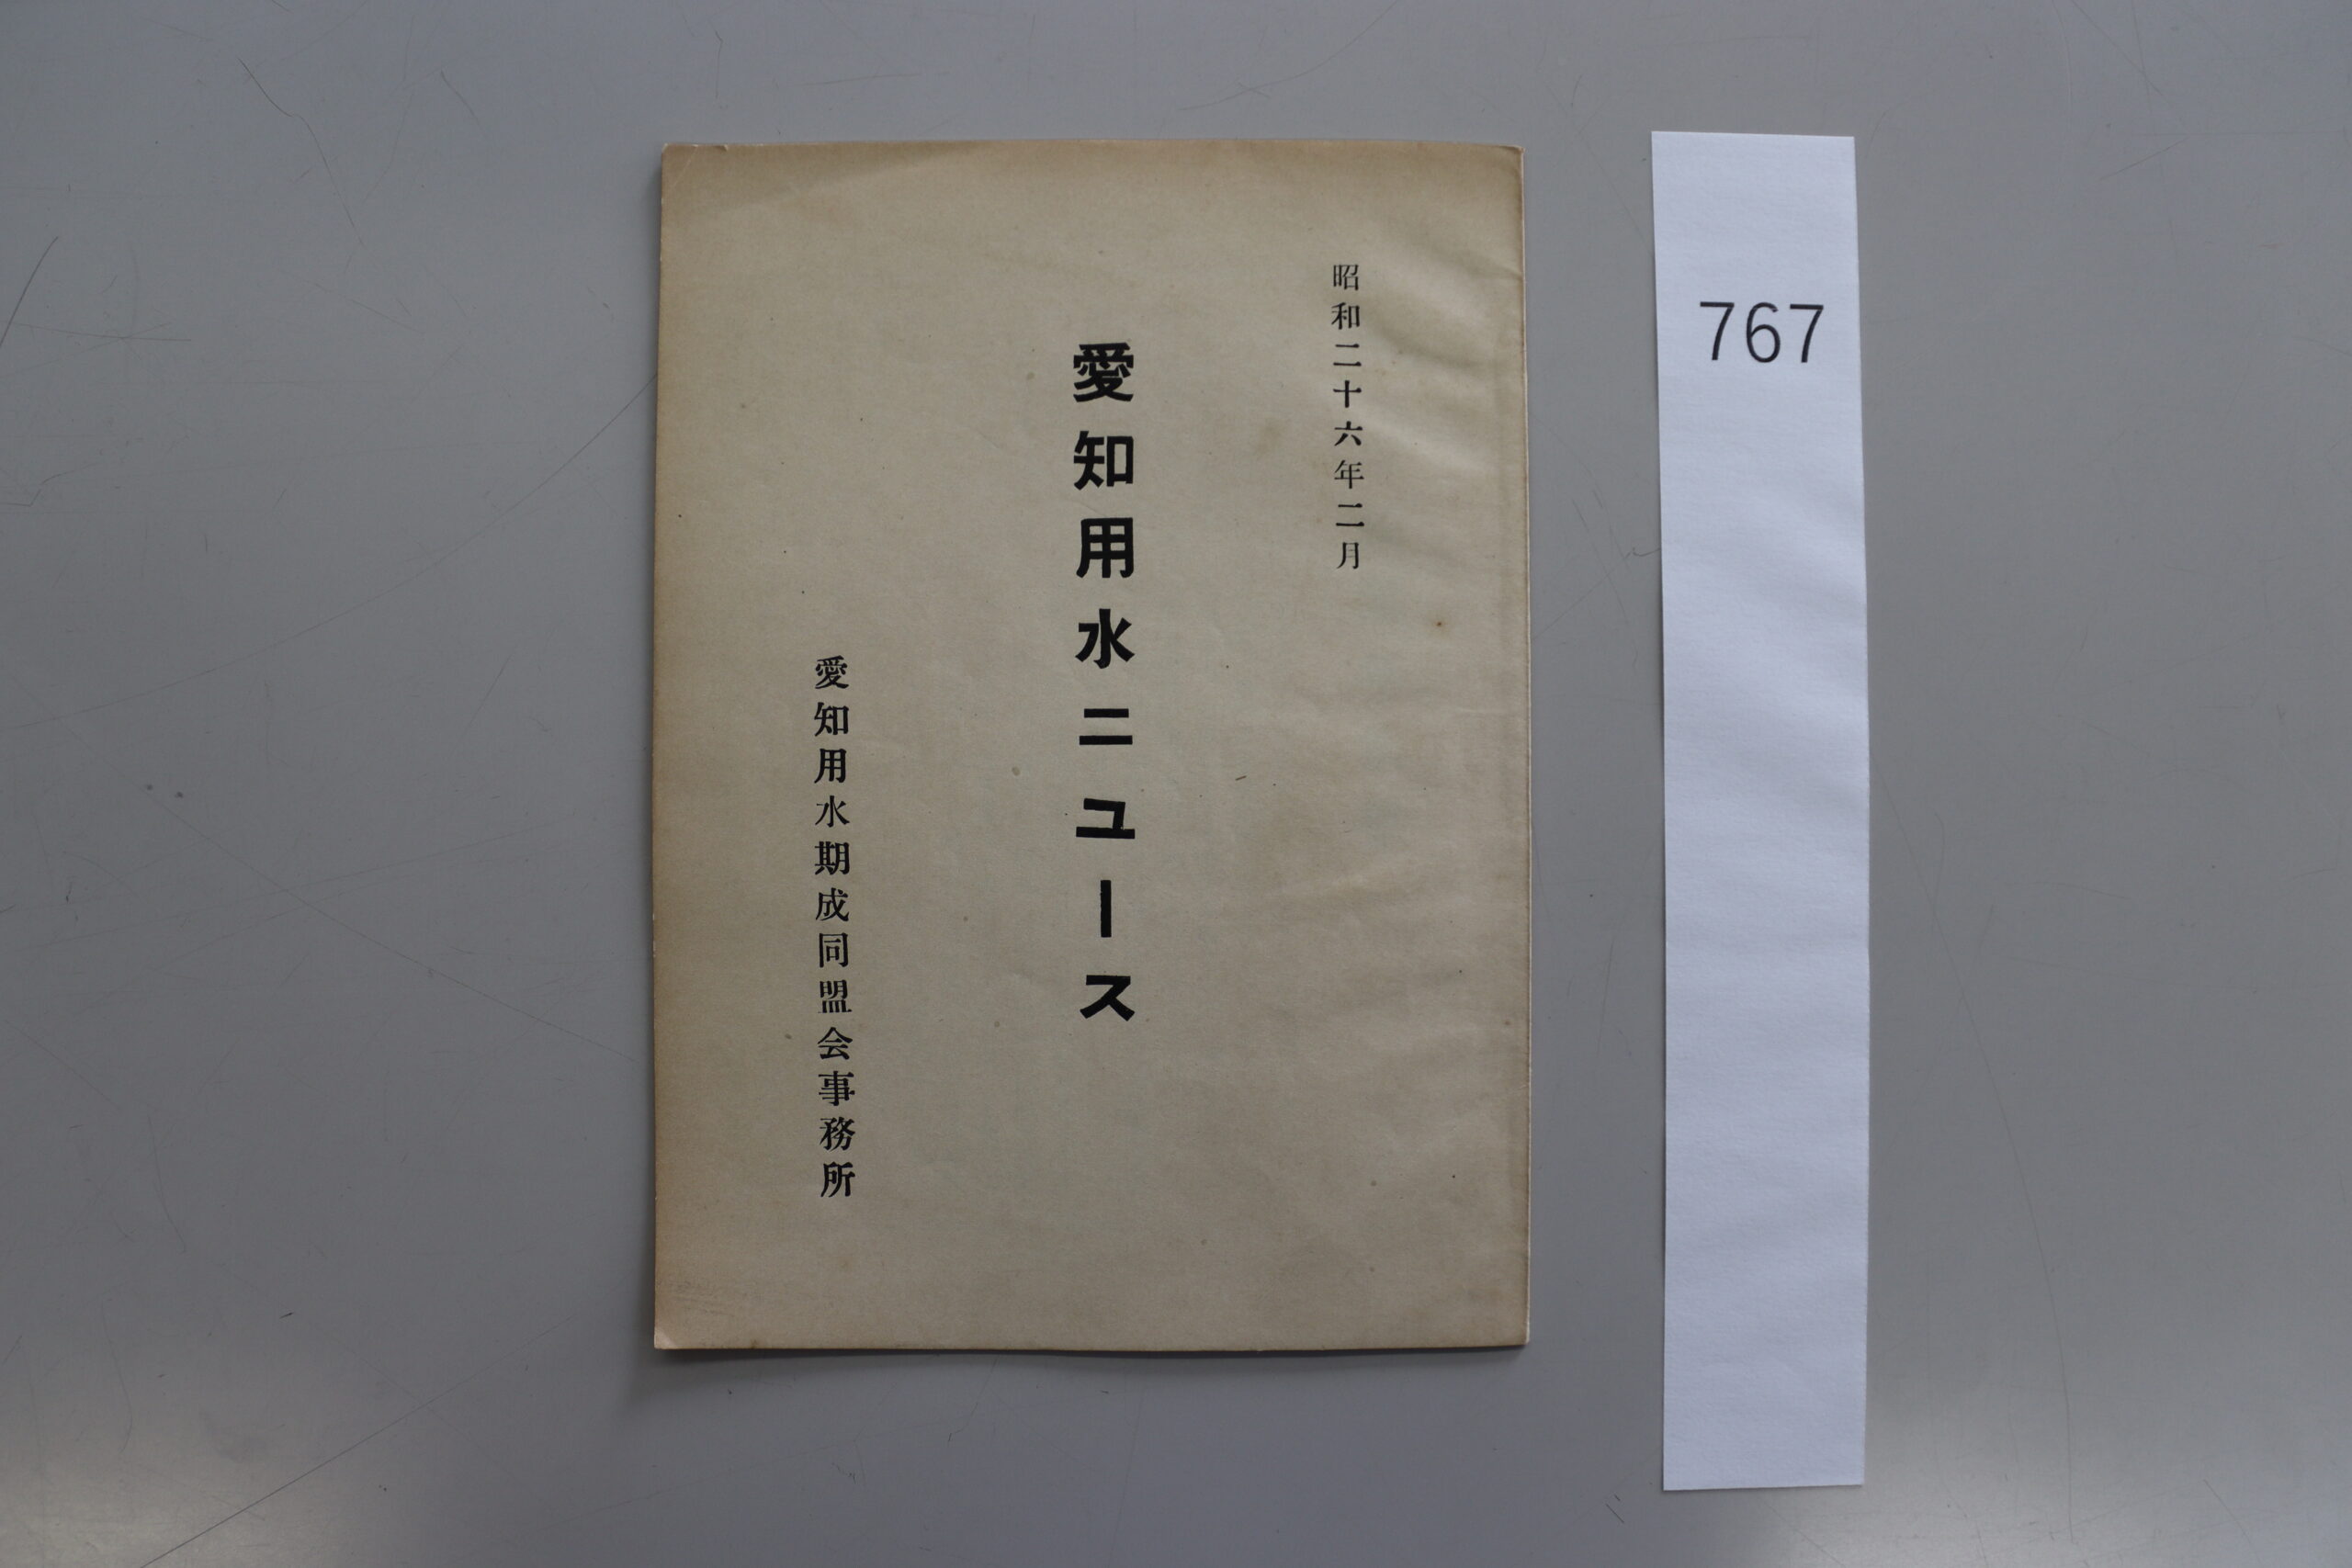 昭和二十六年二月
愛知用水ニユース
愛知用水期成同盟会事務所
767